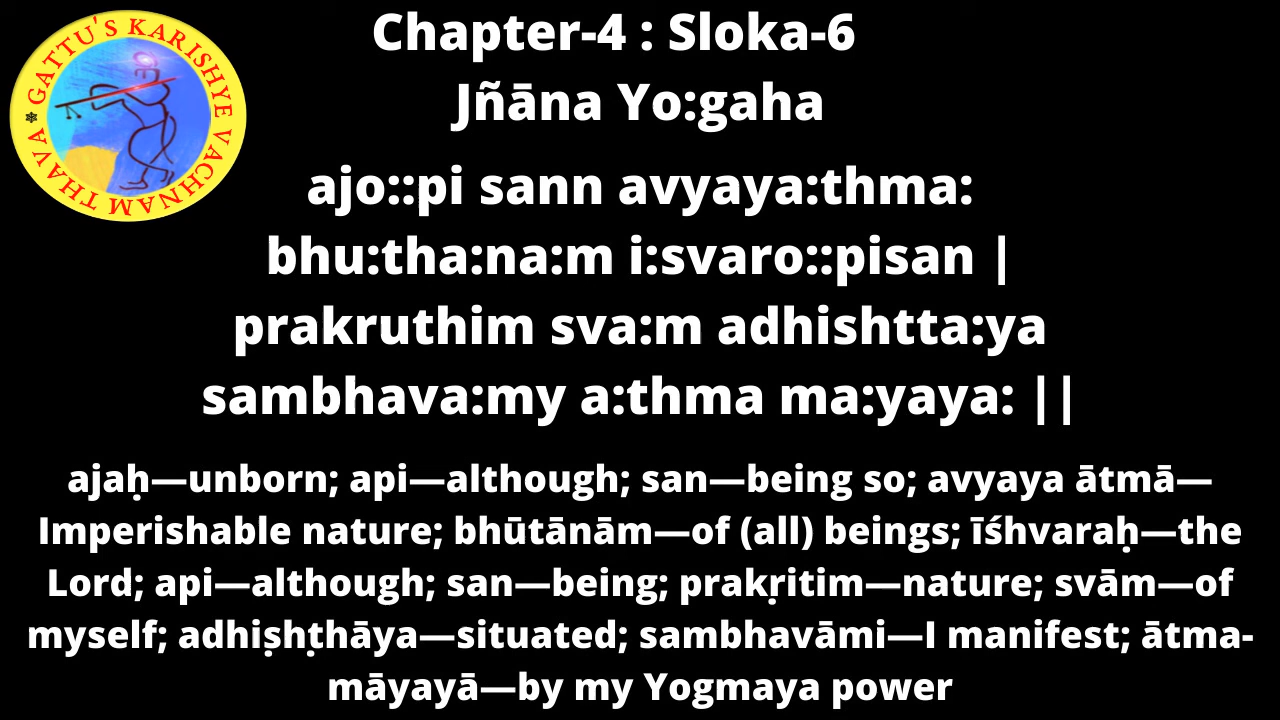 GATTU'S KARISHYE VACHNAM THAVA
Chapter-4 : Sloka-6
Jñāna Yo:gaha
ajo::pi sann avyaya:thma:
bhu:tha:na:m i:svaro::pisan |
prakruthim sva:m adhishtta:ya
sambhava:my a:thma ma:yaya: ||
ajaḥ—unborn; api—although; san—being so; avyaya ātmā—
Imperishable nature; bhūtānām—of (all) beings; īśhvaraḥ—the
Lord; api—although; san—being; prakṛitim—nature; svām—of
myself; adhiṣhṭhāya—situated; sambhavāmi—I manifest; ātma-
māyayā—by my Yogmaya power